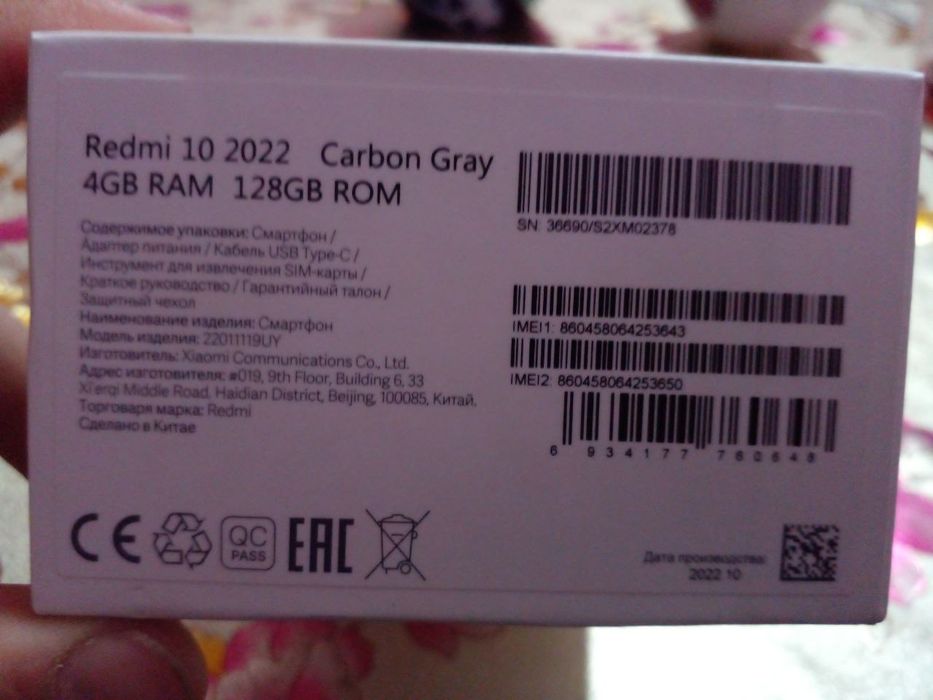 Redmi 10 2022 Carbon Gray
4GB RAM 128GB ROM
Содержимое упаковки: Смартфон /
Адаптер питания / Кабель USB Type-C /
Инструмент для извлечения SIM-карты /
Краткое руководство / Гарантийный талон /
Защитный чехол
Наименование изделия: Смартфон
Модель изделия: 22011119UY
Изготовитель: Xiaomi Communications Co., Ltd.
Адрес изготовителя: #019, 9th Floor, Building 6, 33
Xi'erqi Middle Road, Haidian District, Beijing, 100085, Китай.
Торговая марка: Redmi
Сделано в Китае
SN: 36690/S2XM02378
IMEI1: 860458064253643
IMEI2: 860458064253650
6 934177 780648
CE
QC
PASS
EAC
Дата производства:
2022.10